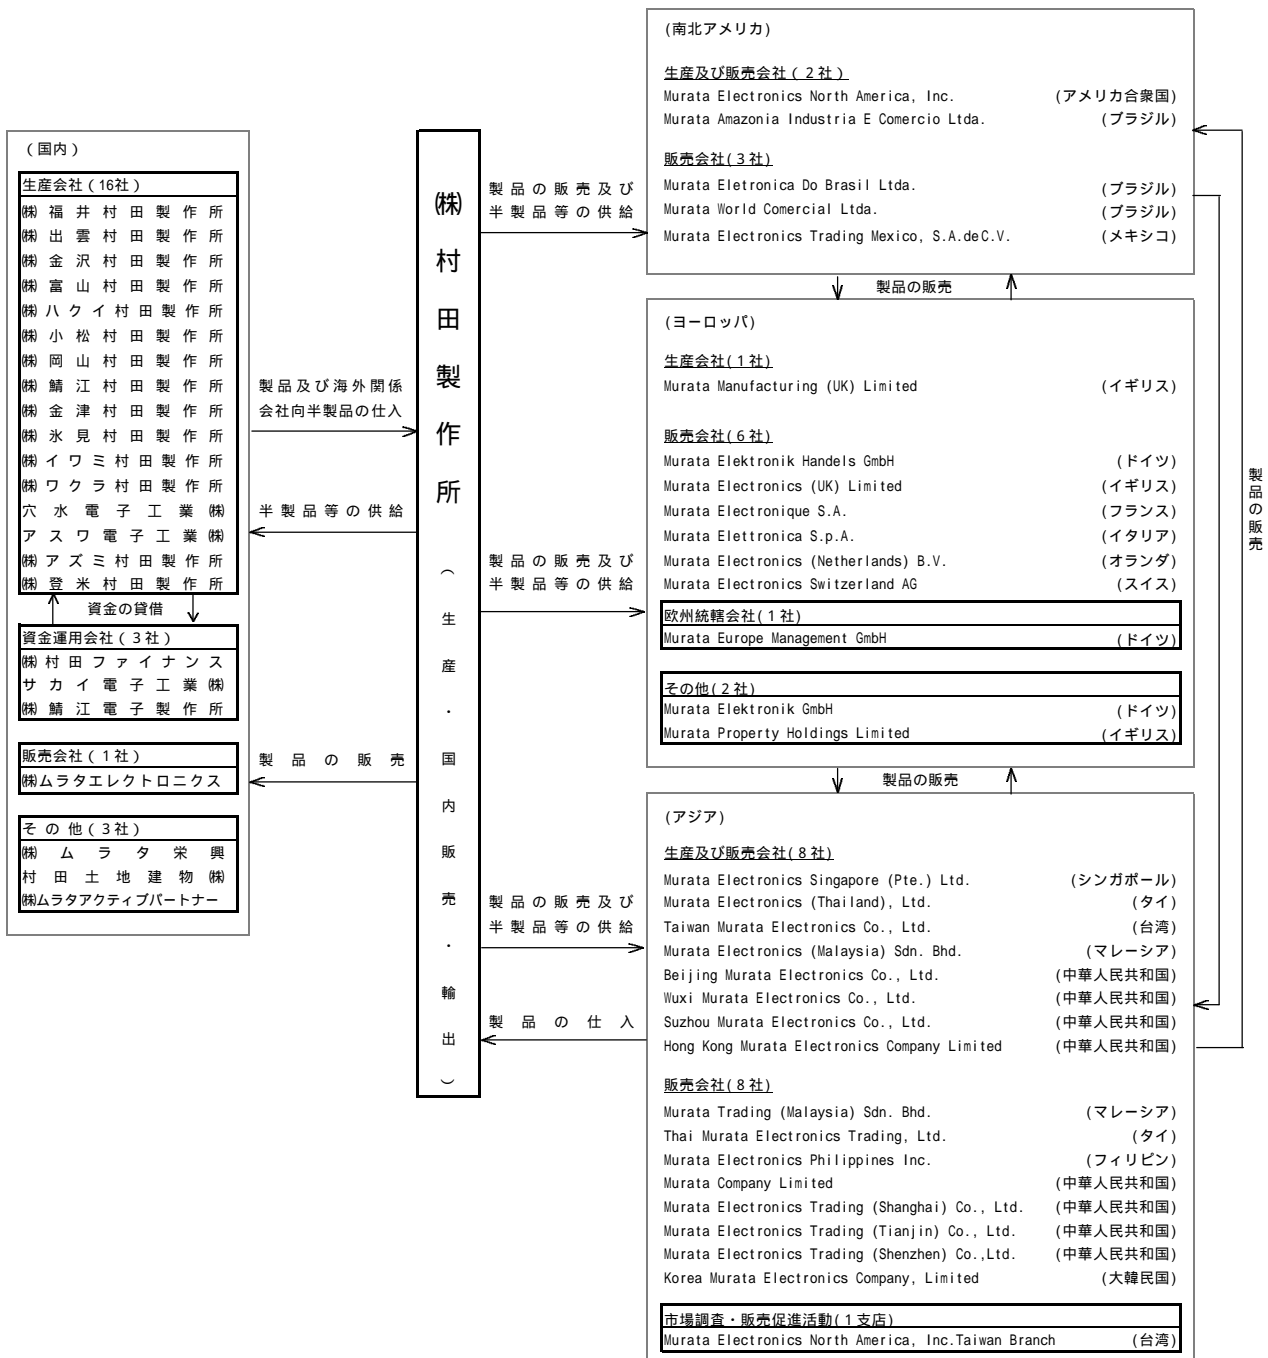 (国内)
生産会社(16社)
㈱福井村田製作所
㈱出雲村田製作所
㈱金沢村田製作所
㈱富山村田製作所
㈱ハクイ村田製作所
㈱小松村田製作所
㈱岡山村田製作所
㈱鯖江村田製作所
㈱金津村田製作所
㈱氷見村田製作所
㈱イワミ村田製作所
㈱ワクラ村田製作所
穴水電子工業㈱
アスワ電子工業㈱
㈱アズミ村田製作所
㈱登米村田製作所
資金の貸借
資金運用会社(3社)
㈱村田ファイナンス
サカイ電子工業㈱
㈱鯖江電子製作所
販売会社(1社)
㈱ムラタエレクトロニクス
その他(3社)
㈱ムラタ栄興
村田土地建物㈱
㈱ムラタアクティブパートナー
製品及び海外関係
会社向半製品の仕入
半製品等の供給
製品の販売
㈱村田製作所(生産・国内販売・輸出)
製品の販売及び
半製品等の供給
製品の販売及び
半製品等の供給
製品の販売及び
半製品等の供給
製品の仕入
(南北アメリカ)
生産及び販売会社(2社)
Murata Electronics North America, Inc. (アメリカ合衆国)
Murata Amazonia Industria E Comercio Ltda. (ブラジル)
販売会社(3社)
Murata Eletronica Do Brasil Ltda. (ブラジル)
Murata World Comercial Ltda. (ブラジル)
Murata Electronics Trading Mexico, S.A.deC.V. (メキシコ)
製品の販売
(ヨーロッパ)
生産会社(1社)
Murata Manufacturing (UK) Limited (イギリス)
販売会社(6社)
Murata Elektronik Handels GmbH (ドイツ)
Murata Electronics (UK) Limited (イギリス)
Murata Electronique S.A. (フランス)
Murata Elettronica S.p.A. (イタリア)
Murata Electronics (Netherlands) B.V. (オランダ)
Murata Electronics Switzerland AG (スイス)
欧州統轄会社(1社)
Murata Europe Management GmbH (ドイツ)
その他(2社)
Murata Elektronik GmbH (ドイツ)
Murata Property Holdings Limited (イギリス)
製品の販売
(アジア)
生産及び販売会社(8社)
Murata Electronics Singapore (Pte.) Ltd. (シンガポール)
Murata Electronics (Thailand), Ltd. (タイ)
Taiwan Murata Electronics Co., Ltd. (台湾)
Murata Electronics (Malaysia) Sdn. Bhd. (マレーシア)
Beijing Murata Electronics Co., Ltd. (中華人民共和国)
Wuxi Murata Electronics Co., Ltd. (中華人民共和国)
Suzhou Murata Electronics Co., Ltd. (中華人民共和国)
Hong Kong Murata Electronics Company Limited (中華人民共和国)
販売会社(8社)
Murata Trading (Malaysia) Sdn. Bhd. (マレーシア)
Thai Murata Electronics Trading, Ltd. (タイ)
Murata Electronics Philippines Inc. (フィリピン)
Murata Company Limited (中華人民共和国)
Murata Electronics Trading (Shanghai) Co., Ltd. (中華人民共和国)
Murata Electronics Trading (Tianjin) Co., Ltd. (中華人民共和国)
Murata Electronics Trading (Shenzhen) Co.,Ltd. (中華人民共和国)
Korea Murata Electronics Company, Limited (大韓民国)
市場調査・販売促進活動(1支店)
Murata Electronics North America, Inc.Taiwan Branch (台湾)
製品の販売